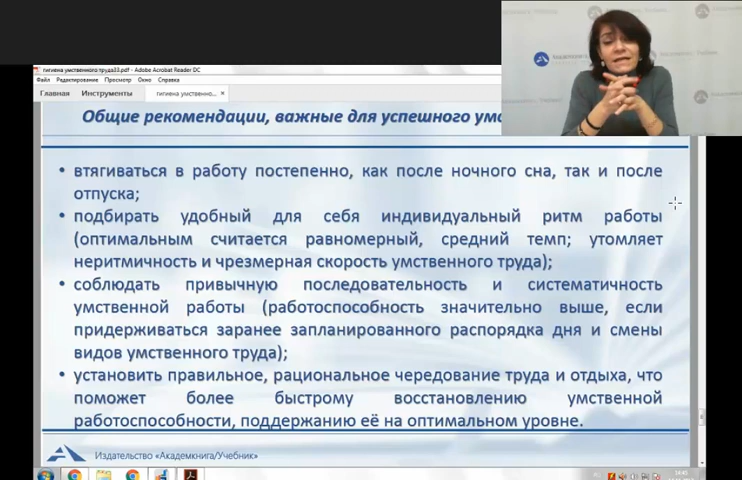 гигиена умственного труда33.pdf - Adobe Acrobat Reader DC
Файл Редактирование Просмотр Окно Справка
Главная Инструменты гигиена умственно... ×
Общие рекомендации, важные для успешного умс
• втягиваться в работу постепенно, как после ночного сна, так и после
отпуска;
• подбирать удобный для себя индивидуальный ритм работы
(оптимальным считается равномерный, средний темп; утомляет
неритмичность и чрезмерная скорость умственного труда);
• соблюдать привычную последовательность и систематичность
умственной работы (работоспособность значительно выше, если
придерживаться заранее запланированного распорядка дня и смены
видов умственного труда);
• установить правильное, рациональное чередование труда и отдыха, что
поможет более быстрому восстановлению умственной
работоспособности, поддержанию её на оптимальном уровне.
Издательство «Академкнига/Учебник»